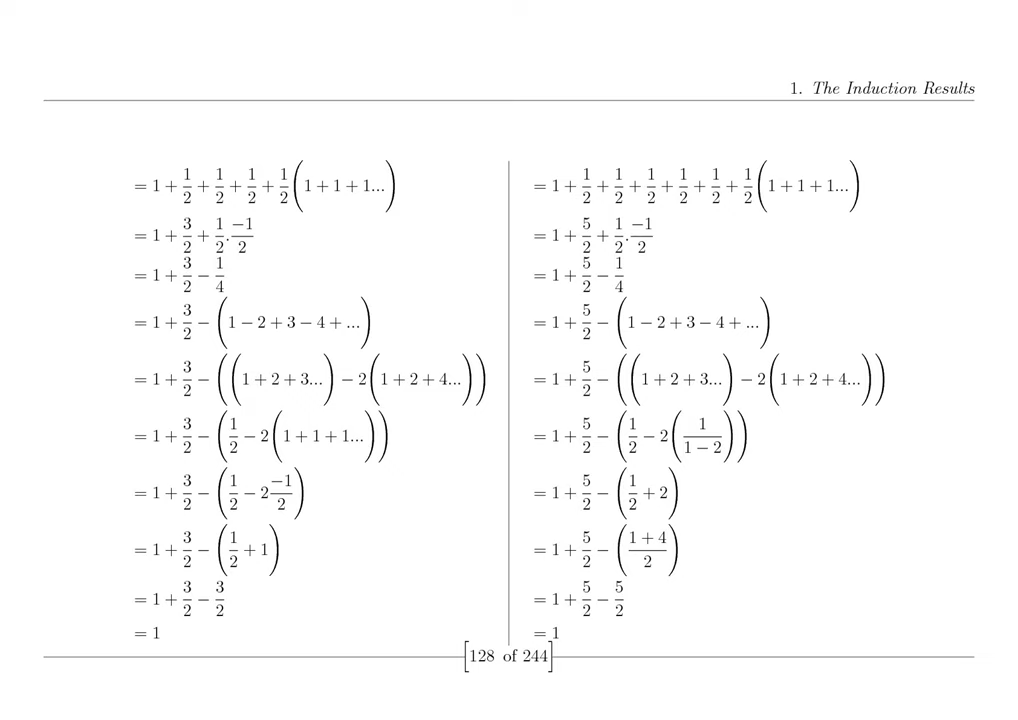 1. The Induction Results
= 1 + 1/2 + 1/2 + 1/2 + 1/2(1 + 1 + 1...)
= 1 + 3/2 + 1/2 . −1/2
= 1 + 3/2 − 1/4
= 1 + 3/2 − (1 − 2 + 3 − 4 + ...)
= 1 + 3/2 − ((1 + 2 + 3...) − 2(1 + 2 + 4...))
= 1 + 3/2 − (1/2 − 2(1 + 1 + 1...))
= 1 + 3/2 − (1/2 − 2 −1/2)
= 1 + 3/2 − (1/2 + 1)
= 1 + 3/2 − 3/2
= 1
= 1 + 1/2 + 1/2 + 1/2 + 1/2 + 1/2 + 1/2(1 + 1 + 1...)
= 1 + 5/2 + 1/2 . −1/2
= 1 + 5/2 − 1/4
= 1 + 5/2 − (1 − 2 + 3 − 4 + ...)
= 1 + 5/2 − ((1 + 2 + 3...) − 2(1 + 2 + 4...))
= 1 + 5/2 − (1/2 − 2(1/(1 − 2)))
= 1 + 5/2 − (1/2 + 2)
= 1 + 5/2 − ((1 + 4)/2)
= 1 + 5/2 − 5/2
= 1
[128 of 244]